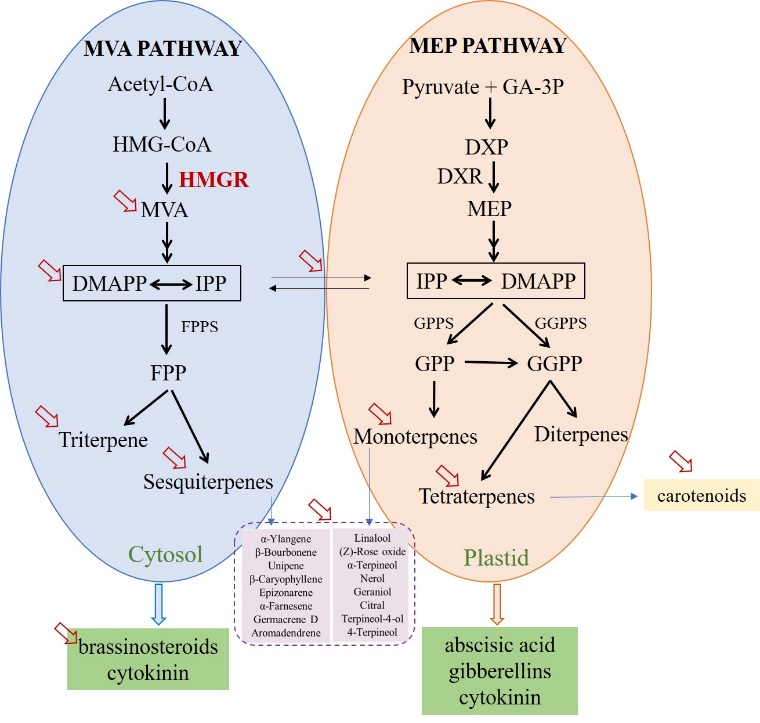 MVA PATHWAY
Acetyl-CoA
HMG-CoA
HMGR
MVA
DMAPP
IPP
FPPS
FPP
Triterpene
Sesquiterpenes
Cytosol
brassinosteroids
cytokinin
MEP PATHWAY
Pyruvate + GA-3P
DXP
DXR
MEP
IPP
DMAPP
GPPS
GGPPS
GPP
GGPP
Monoterpenes
Diterpenes
Tetraterpenes
carotenoids
Plastid
abscisic acid
gibberellins
cytokinin
α-Ylangene
β-Bourbonene
Unipene
β-Caryophyllene
Epizonarene
α-Farnesene
Germacrene D
Aromadendrene
Linalool
(Z)-Rose oxide
α-Terpineol
Nerol
Geraniol
Citral
Terpineol-4-ol
4-Terpineol